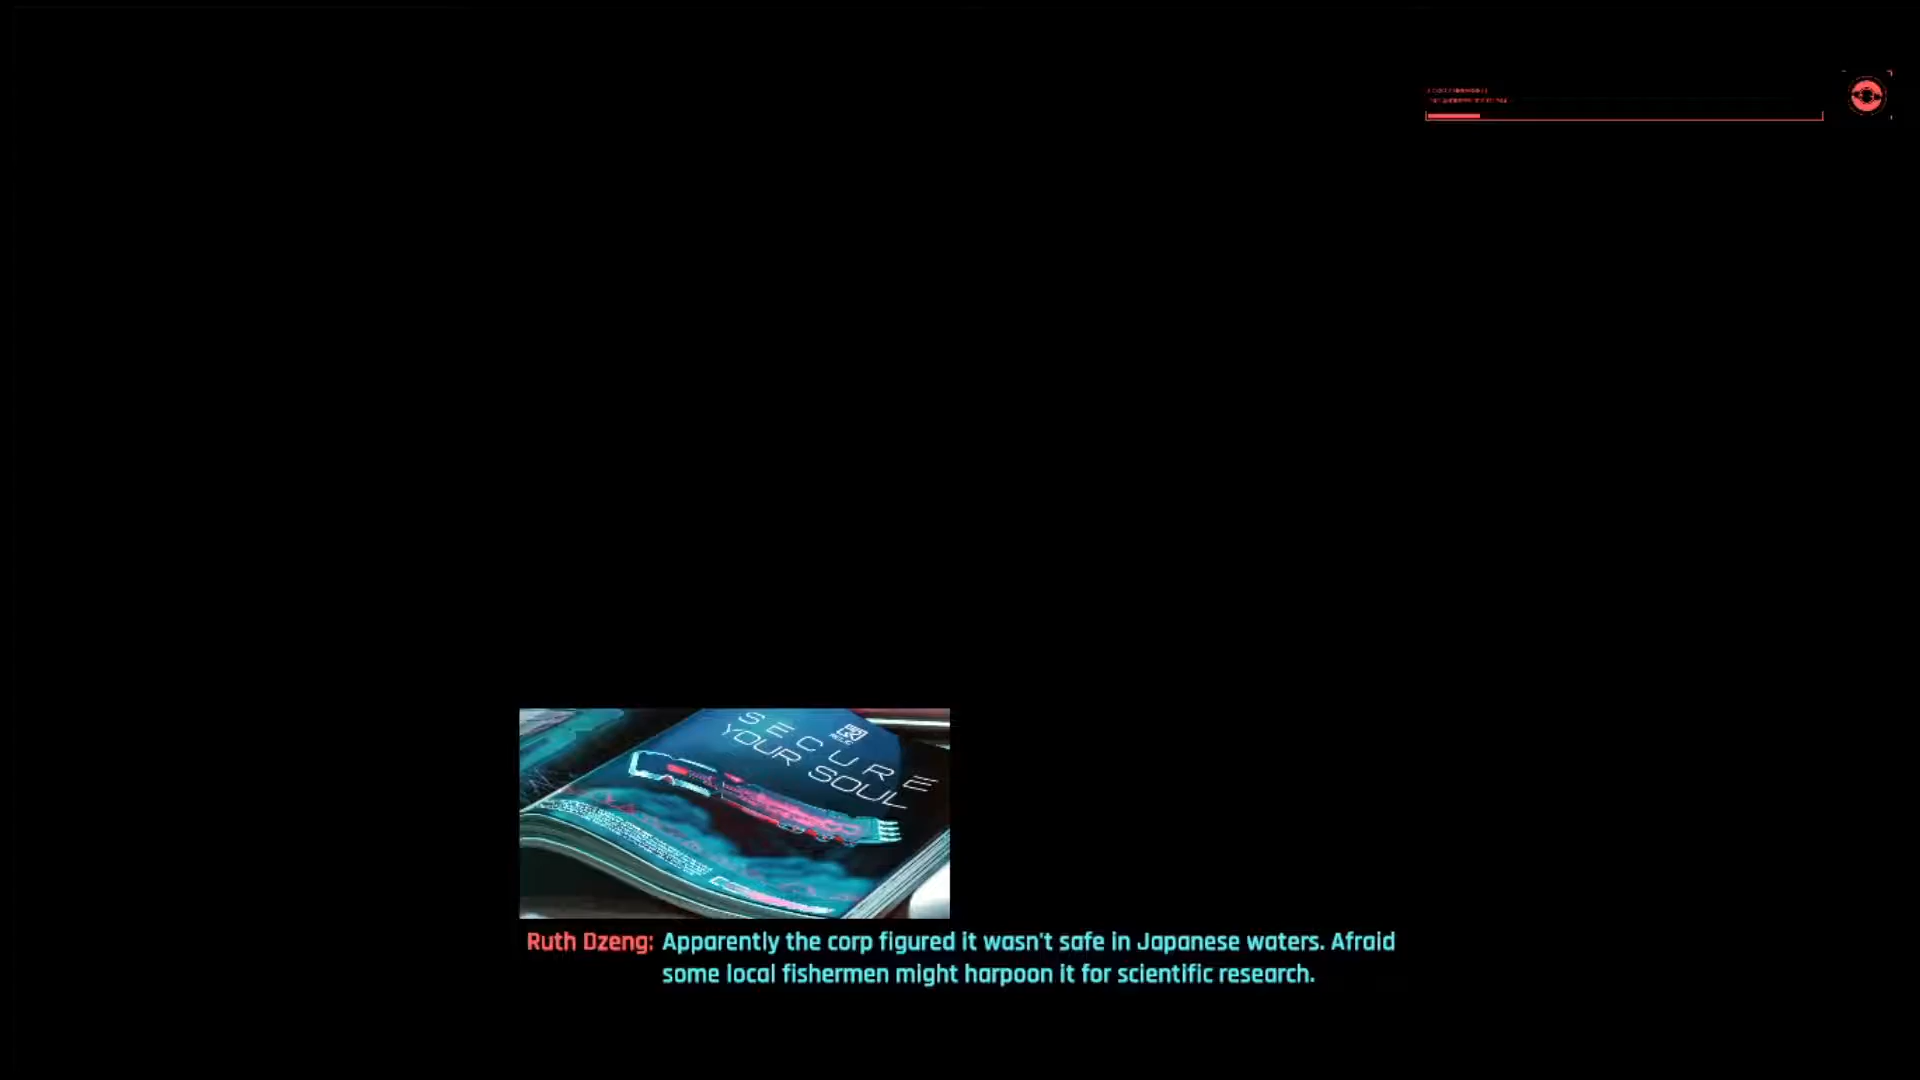 SECURE
YOUR SOUL
RELIC
Ruth Dzeng: Apparently the corp figured it wasn't safe in Japanese waters. Afraid
some local fishermen might harpoon it for scientific research.